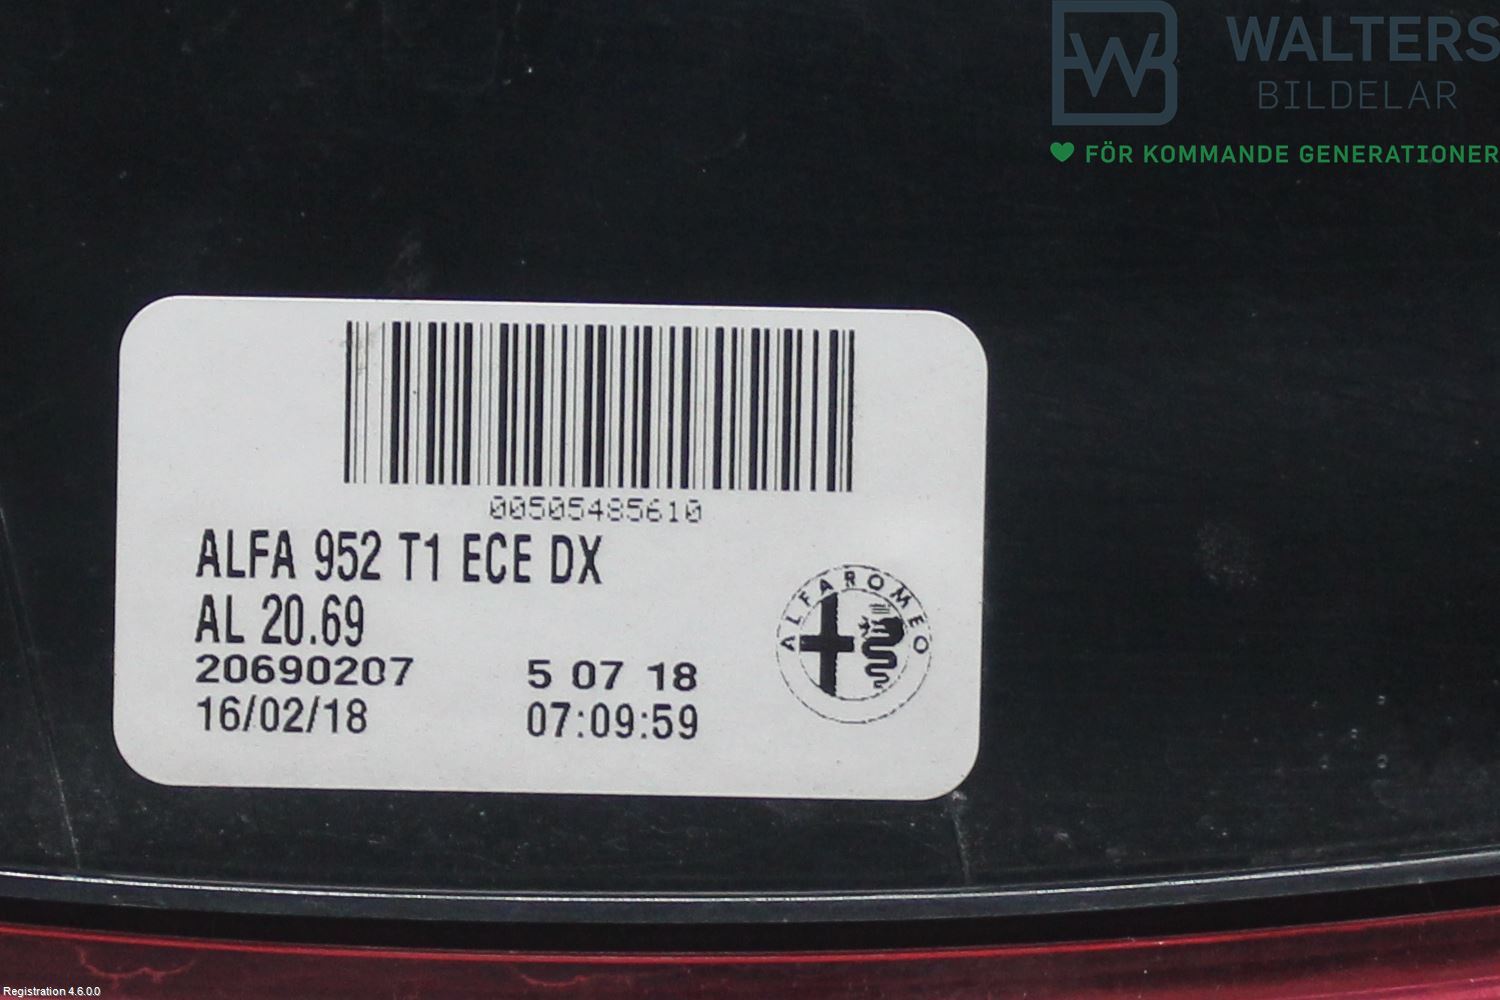 WALTERS
BILDELAR
FÖR KOMMANDE GENERATIONER
00505485610
ALFA 952 T1 ECE DX
AL 20.69
20690207 5 07 18
16/02/18 07:09:59
ALFA ROMEO
Registration 4.6.0.0